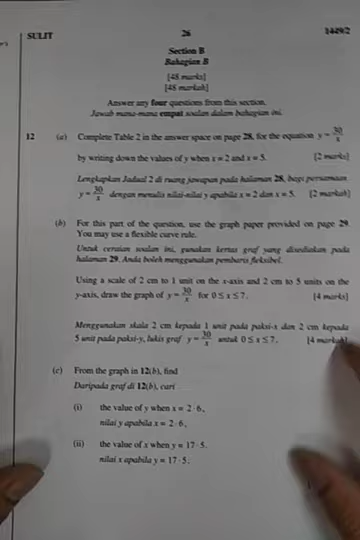 SULIT 26 1449/2
Section B
Bahagian B
[48 marks]
[48 markah]
Answer any four questions from this section.
Jawab mana-mana empat soalan dalam bahagian ini.
12 (a) Complete Table 2 in the answer space on page 28, for the equation y = 30/x
by writing down the values of y when x = 2 and x = 5. [2 marks]
Lengkapkan Jadual 2 di ruang jawapan pada halaman 28, bagi persamaan
y = 30/x dengan menulis nilai-nilai y apabila x = 2 dan x = 5. [2 markah]
(b) For this part of the question, use the graph paper provided on page 29.
You may use a flexible curve rule.
Untuk ceraian soalan ini, gunakan kertas graf yang disediakan pada
halaman 29. Anda boleh menggunakan pembaris fleksibel.
Using a scale of 2 cm to 1 unit on the x-axis and 2 cm to 5 units on the
y-axis, draw the graph of y = 30/x for 0 ≤ x ≤ 7. [4 marks]
Menggunakan skala 2 cm kepada 1 unit pada paksi-x dan 2 cm kepada
5 unit pada paksi-y, lukis graf y = 30/x untuk 0 ≤ x ≤ 7. [4 markah]
(c) From the graph in 12(b), find
Daripada graf di 12(b), cari
(i) the value of y when x = 2·6,
nilai y apabila x = 2·6,
(ii) the value of x when y = 17·5.
nilai x apabila y = 17·5.